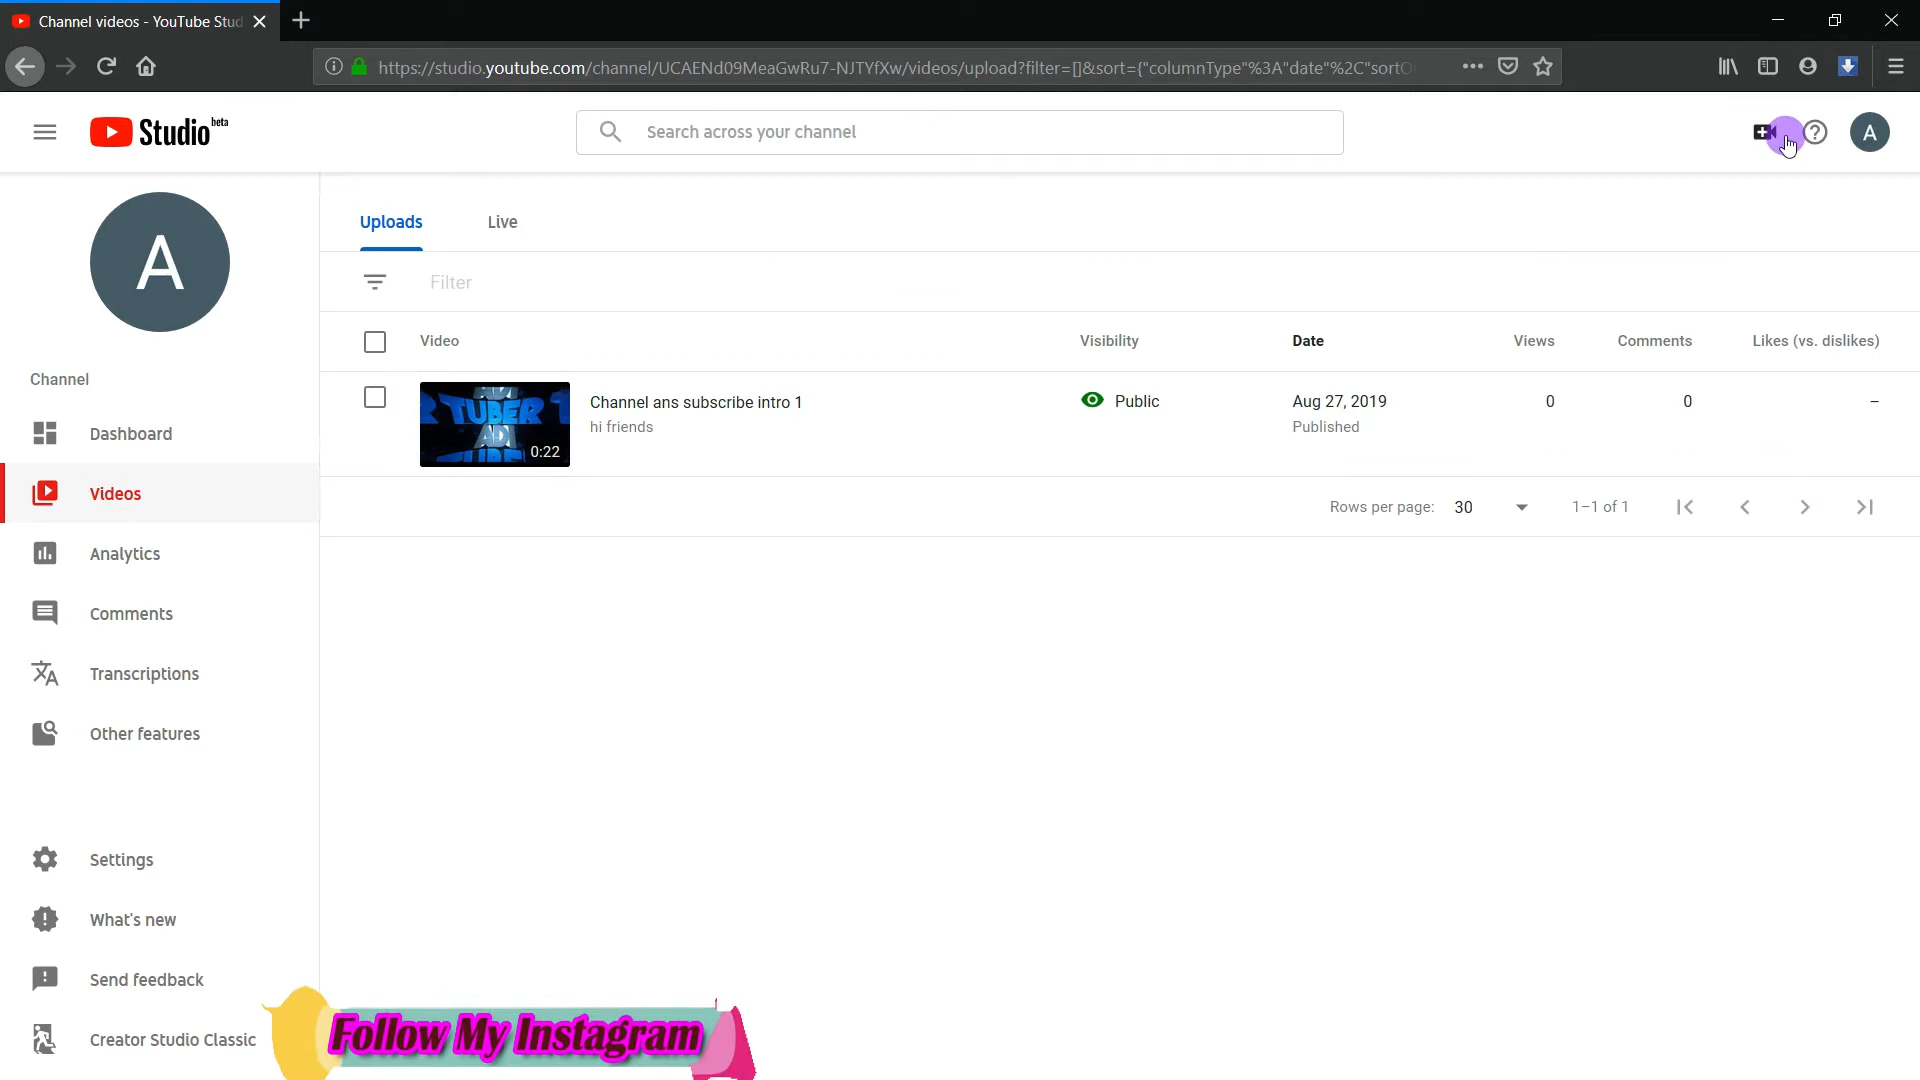 Channel videos - YouTube Stud
https://studio.youtube.com/channel/UCAENd09MeaGwRu7-NJTYfXw/videos/upload?filter=[]&sort={"columnType"%3A"date"%2C"sortO
Studio beta
Search across your channel
A
A
Uploads Live
Filter
Video Visibility Date Views Comments Likes (vs. dislikes)
Channel ans subscribe intro 1 Public Aug 27, 2019 0 0 –
hi friends Published
TUBER
ADI
0:22
Rows per page: 30 1–1 of 1
Channel
Dashboard
Videos
Analytics
Comments
Transcriptions
Other features
Settings
What's new
Send feedback
Creator Studio Classic
Follow My Instagram